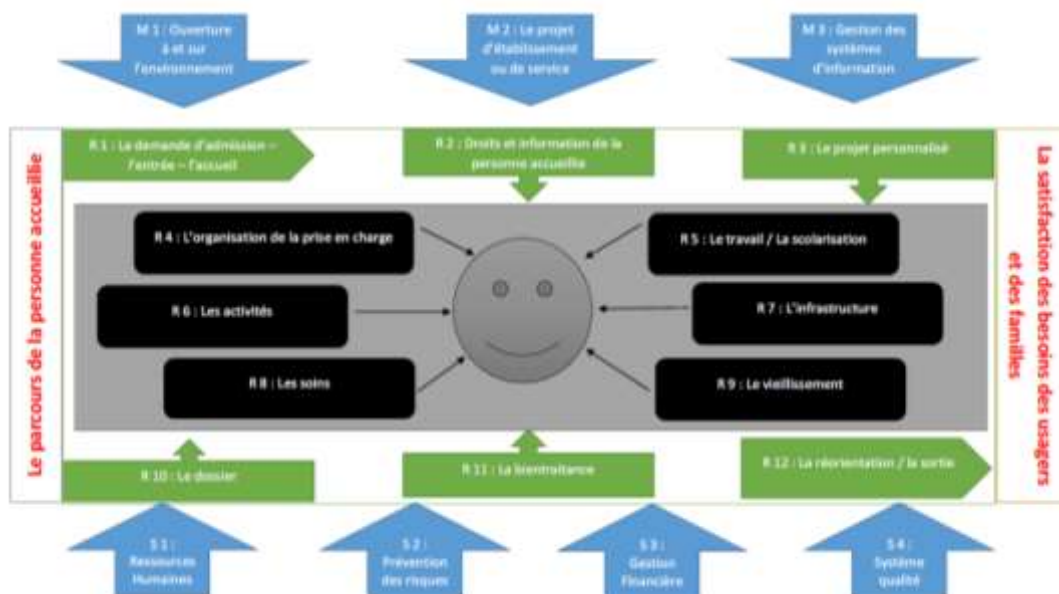 M 1 : Ouverture
à et sur
l'environnement
M 2 : Le projet
d'établissement
ou de service
M 3 : Gestion des
systèmes
d'information
Le parcours de la personne accueillie
R 1 : La demande d'admission –
l'entrée – l'accueil
R 2 : Droits et information de la
personne accueillie
R 3 : Le projet personnalisé
La satisfaction des besoins des usagers
et des familles
R 4 : L'organisation de la prise en charge
R 5 : Le travail / La scolarisation
R 6 : Les activités
R 7 : L'infrastructure
R 8 : Les soins
R 9 : Le vieillissement
R 10 : Le dossier
R 11 : La bientraitance
R 12 : La réorientation / la sortie
S 1 :
Ressources
Humaines
S 2 :
Prévention
des risques
S 3 :
Gestion
Financière
S 4 :
Système
qualité